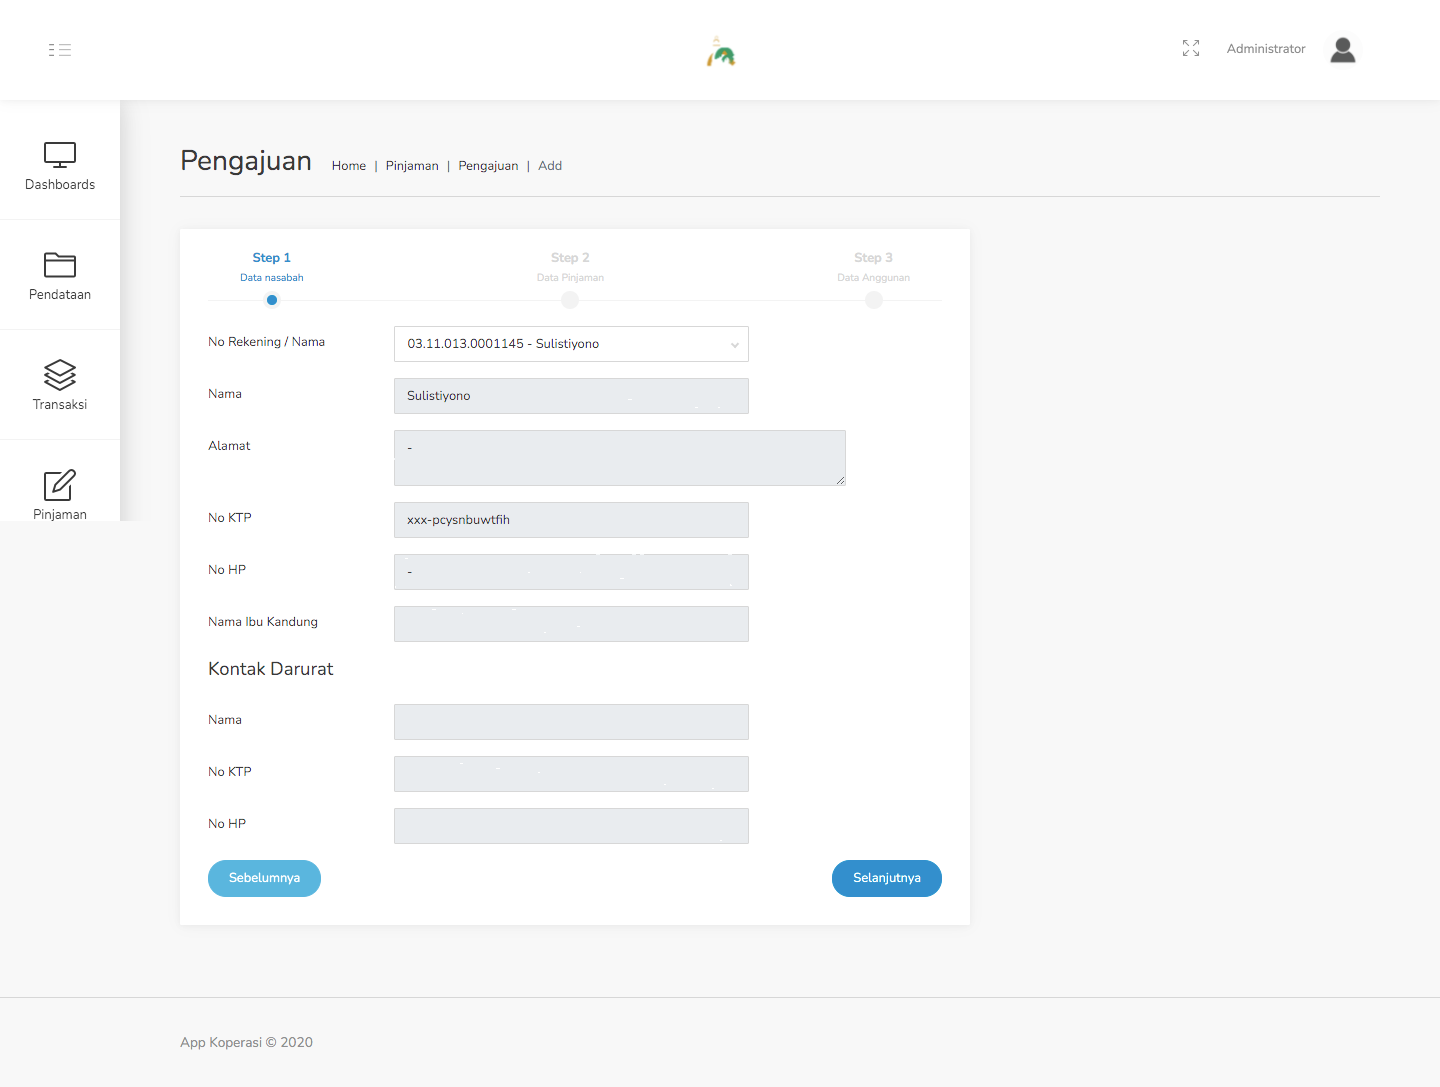 Administrator
Dashboards
Pendataan
Transaksi
Pinjaman
Pengajuan Home | Pinjaman | Pengajuan | Add
Step 1 Step 2 Step 3
Data nasabah Data Pinjaman Data Anggunan
No Rekening / Nama 03.11.013.0001145 - Sulistiyono
Nama Sulistiyono
Alamat -
No KTP xxx-pcysnbuwtfih
No HP -
Nama Ibu Kandung
Kontak Darurat
Nama
No KTP
No HP
Sebelumnya Selanjutnya
App Koperasi © 2020